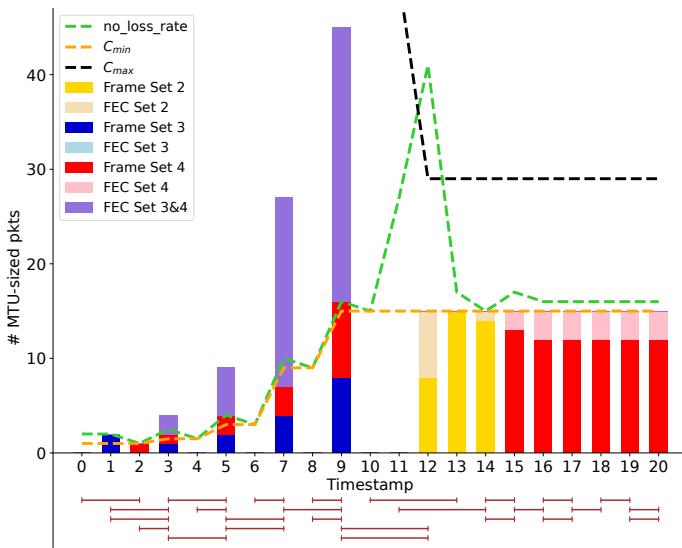 no_loss_rate
C_min
C_max
Frame Set 2
FEC Set 2
Frame Set 3
FEC Set 3
Frame Set 4
FEC Set 4
FEC Set 3&4
# MTU-sized pkts
40
30
20
10
0
0 1 2 3 4 5 6 7 8 9 10 11 12 13 14 15 16 17 18 19 20
Timestamp